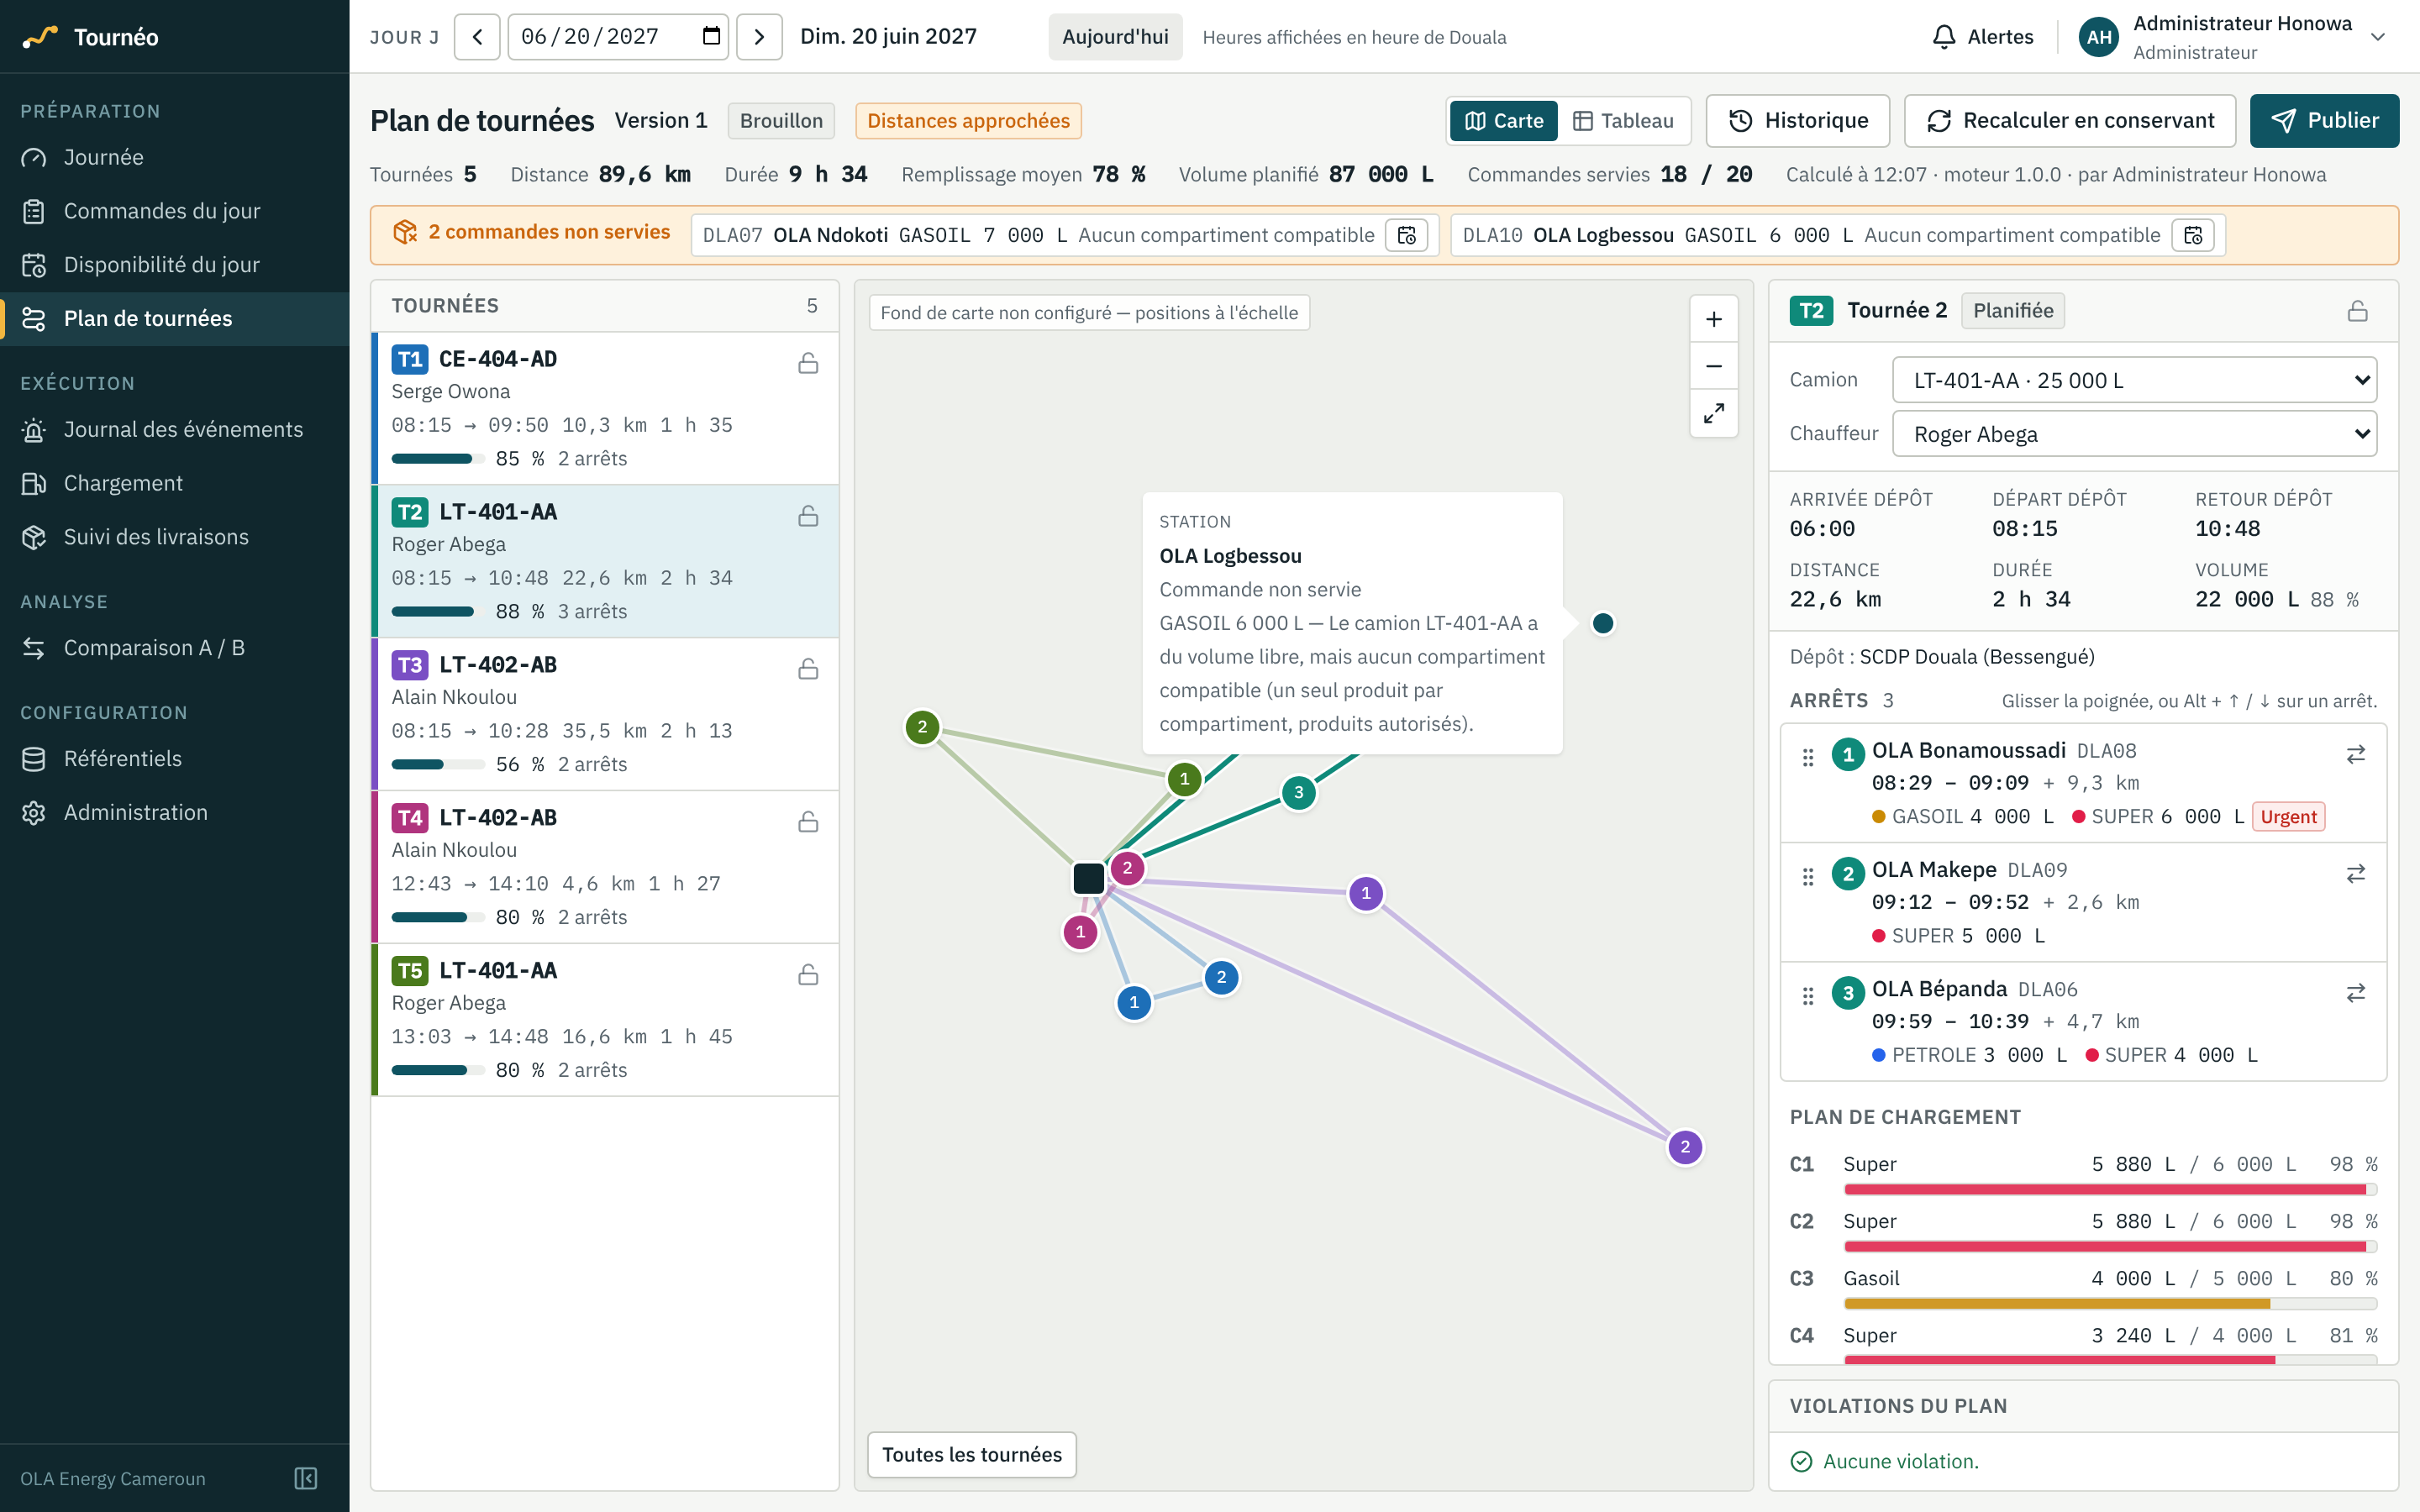 Tournéo
PRÉPARATION
Journée
Commandes du jour
Disponibilité du jour
Plan de tournées
EXÉCUTION
Journal des événements
Chargement
Suivi des livraisons
ANALYSE
Comparaison A / B
CONFIGURATION
Référentiels
Administration
OLA Energy Cameroun
JOUR J 06/20/2027 Dim. 20 juin 2027 Aujourd'hui Heures affichées en heure de Douala
Alertes AH Administrateur Honowa
Administrateur
Plan de tournées Version 1 Brouillon Distances approchées
Carte Tableau Historique Recalculer en conservant Publier
Tournées 5 Distance 89,6 km Durée 9 h 34 Remplissage moyen 78 % Volume planifié 87 000 L Commandes servies 18 / 20 Calculé à 12:07 · moteur 1.0.0 · par Administrateur Honowa
2 commandes non servies DLA07 OLA Ndokoti GASOIL 7 000 L Aucun compartiment compatible DLA10 OLA Logbessou GASOIL 6 000 L Aucun compartiment compatible
TOURNÉES 5
T1 CE-404-AD
Serge Owona
08:15 → 09:50 10,3 km 1 h 35
85 % 2 arrêts
T2 LT-401-AA
Roger Abega
08:15 → 10:48 22,6 km 2 h 34
88 % 3 arrêts
T3 LT-402-AB
Alain Nkoulou
08:15 → 10:28 35,5 km 2 h 13
56 % 2 arrêts
T4 LT-402-AB
Alain Nkoulou
12:43 → 14:10 4,6 km 1 h 27
80 % 2 arrêts
T5 LT-401-AA
Roger Abega
13:03 → 14:48 16,6 km 1 h 45
80 % 2 arrêts
Fond de carte non configuré — positions à l'échelle
+
−
STATION
OLA Logbessou
Commande non servie
GASOIL 6 000 L — Le camion LT-401-AA a
du volume libre, mais aucun compartiment
compatible (un seul produit par
compartiment, produits autorisés).
2
1
3
2
1
1
2
1
2
Toutes les tournées
T2 Tournée 2 Planifiée
Camion LT-401-AA · 25 000 L
Chauffeur Roger Abega
ARRIVÉE DÉPÔT DÉPART DÉPÔT RETOUR DÉPÔT
06:00 08:15 10:48
DISTANCE DURÉE VOLUME
22,6 km 2 h 34 22 000 L 88 %
Dépôt : SCDP Douala (Bessengué)
ARRÊTS 3 Glisser la poignée, ou Alt + ↑ / ↓ sur un arrêt.
1 OLA Bonamoussadi DLA08
08:29 – 09:09 + 9,3 km
GASOIL 4 000 L SUPER 6 000 L Urgent
2 OLA Makepe DLA09
09:12 – 09:52 + 2,6 km
SUPER 5 000 L
3 OLA Bépanda DLA06
09:59 – 10:39 + 4,7 km
PETROLE 3 000 L SUPER 4 000 L
PLAN DE CHARGEMENT
C1 Super 5 880 L / 6 000 L 98 %
C2 Super 5 880 L / 6 000 L 98 %
C3 Gasoil 4 000 L / 5 000 L 80 %
C4 Super 3 240 L / 4 000 L 81 %
VIOLATIONS DU PLAN
Aucune violation.